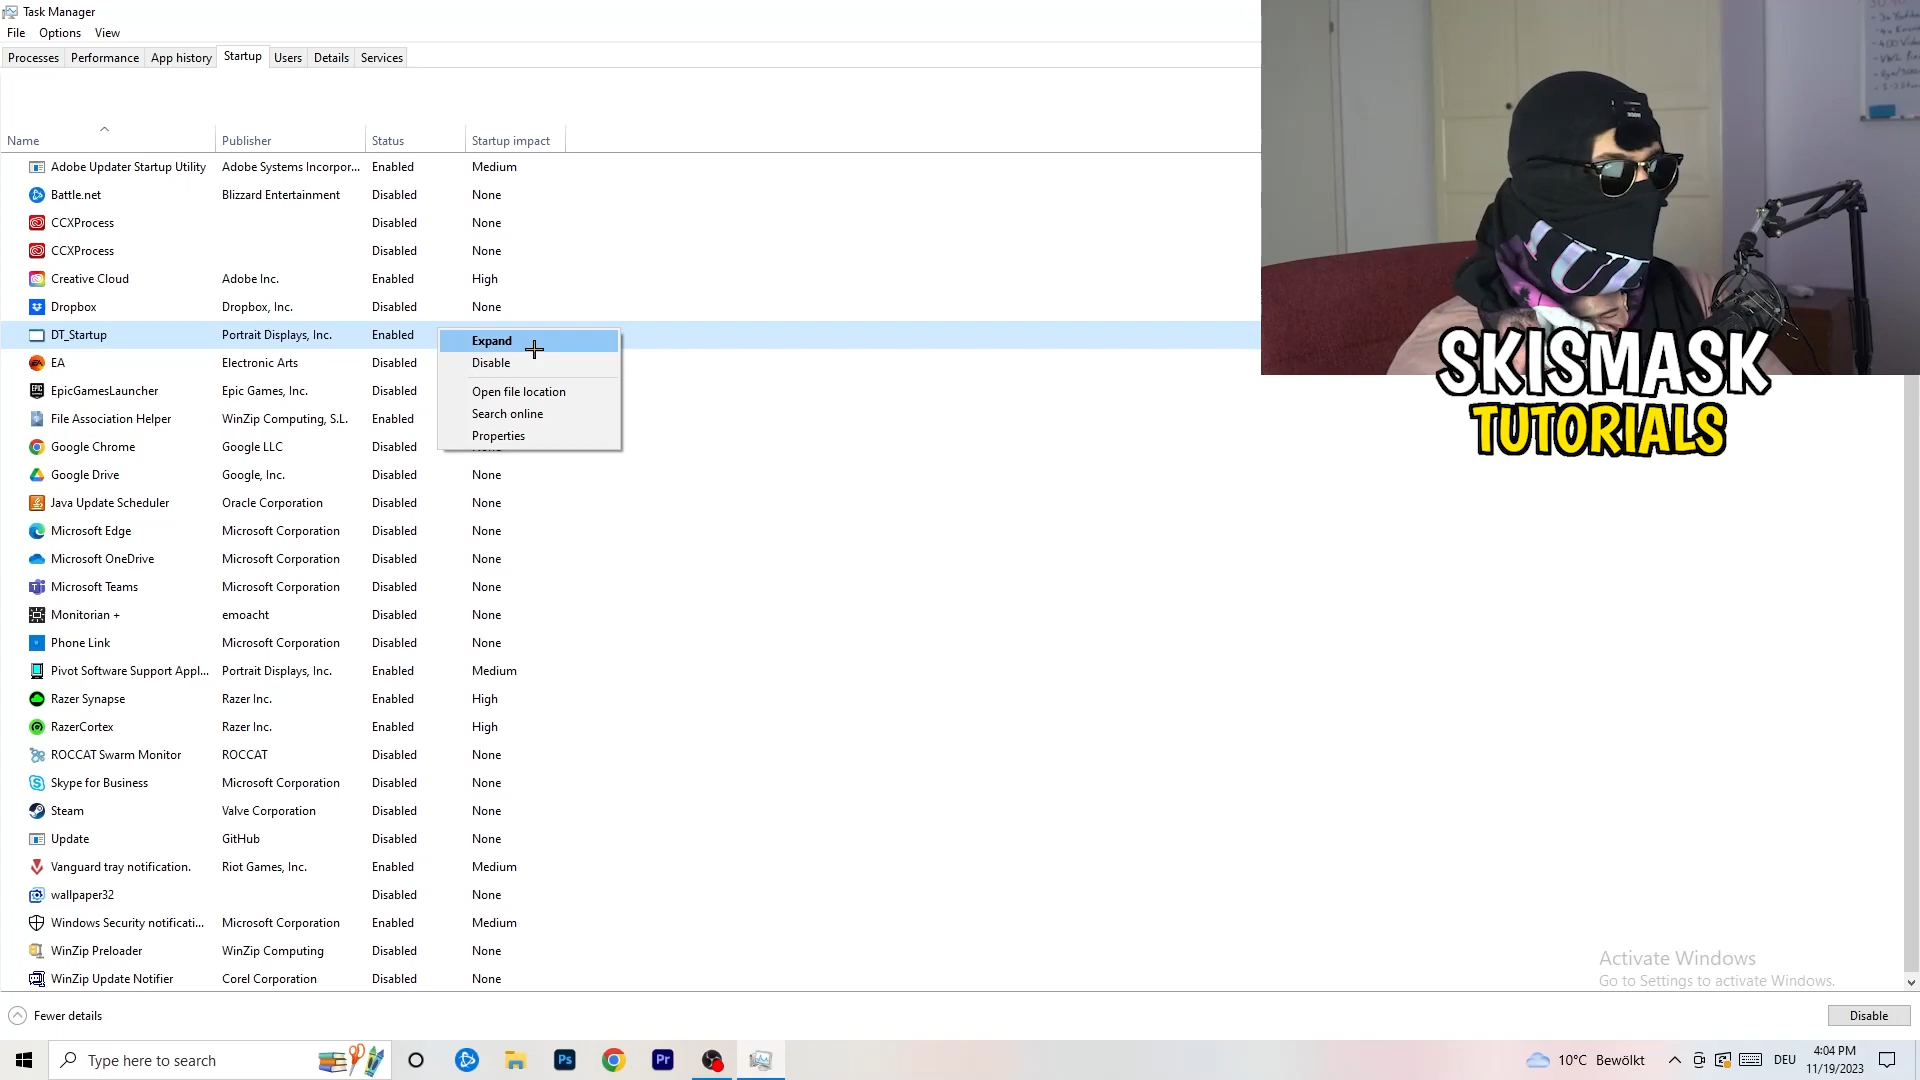 Task Manager
File Options View
Processes Performance App history Startup Users Details Services
Name Publisher Status Startup impact
Adobe Updater Startup Utility Adobe Systems Incorpor... Enabled Medium
Battle.net Blizzard Entertainment Disabled None
CCXProcess Disabled None
CCXProcess Disabled None
Creative Cloud Adobe Inc. Enabled High
Dropbox Dropbox, Inc. Disabled None
DT_Startup Portrait Displays, Inc. Enabled
Expand
EA Electronic Arts Disabled
Disable
EpicGamesLauncher Epic Games, Inc. Disabled
Open file location
File Association Helper WinZip Computing, S.L. Enabled
Search online
Properties
Google Chrome Google LLC Disabled
Google Drive Google, Inc. Disabled None
Java Update Scheduler Oracle Corporation Disabled None
Microsoft Edge Microsoft Corporation Disabled None
Microsoft OneDrive Microsoft Corporation Disabled None
Microsoft Teams Microsoft Corporation Disabled None
Monitorian + emoacht Disabled None
Phone Link Microsoft Corporation Disabled None
Pivot Software Support Appl... Portrait Displays, Inc. Enabled Medium
Razer Synapse Razer Inc. Enabled High
RazerCortex Razer Inc. Enabled High
ROCCAT Swarm Monitor ROCCAT Disabled None
Skype for Business Microsoft Corporation Disabled None
Steam Valve Corporation Disabled None
Update GitHub Disabled None
Vanguard tray notification. Riot Games, Inc. Enabled Medium
wallpaper32 Disabled None
Windows Security notificati... Microsoft Corporation Enabled Medium
WinZip Preloader WinZip Computing Disabled None
WinZip Update Notifier Corel Corporation Disabled None
SKISMASK
TUTORIALS
Activate Windows
Go to Settings to activate Windows.
Fewer details
Disable
Type here to search
Ps
Pr
10°C Bewölkt
DEU
4:04 PM
11/19/2023